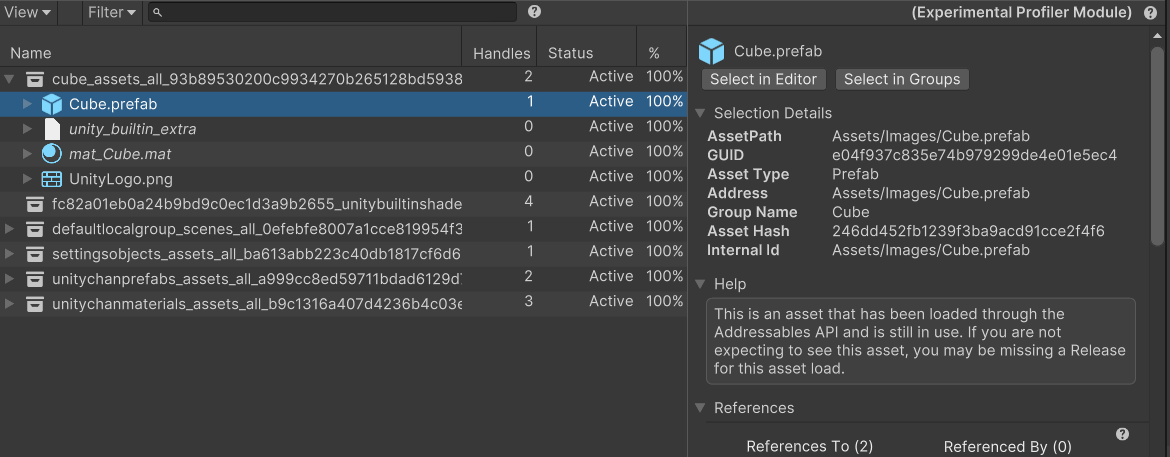 View Filter (Experimental Profiler Module)
Name Handles Status %
cube_assets_all_93b89530200c9934270b265128bd5938 2 Active 100%
Cube.prefab 1 Active 100%
unity_builtin_extra 0 Active 100%
mat_Cube.mat 0 Active 100%
UnityLogo.png 0 Active 100%
fc82a01eb0a24b9bd9c0ec1d3a9b2655_unitybuiltinshade 4 Active 100%
defaultlocalgroup_scenes_all_0efebfe8007a1cce819954f3 1 Active 100%
settingsobjects_assets_all_ba613abb223c40db1817cf6d6 1 Active 100%
unitychanprefabs_assets_all_a999cc8ed59711bdad6129d 2 Active 100%
unitychanmaterials_assets_all_b9c1316a407d4236b4c03e 3 Active 100%
Cube.prefab
Select in Editor Select in Groups
Selection Details
AssetPath Assets/Images/Cube.prefab
GUID e04f937c835e74b979299de4e01e5ec4
Asset Type Prefab
Address Assets/Images/Cube.prefab
Group Name Cube
Asset Hash 246dd452fb1239f3ba9acd91cce2f4f6
Internal Id Assets/Images/Cube.prefab
Help
This is an asset that has been loaded through the
Addressables API and is still in use. If you are not
expecting to see this asset, you may be missing a Release
for this asset load.
References
References To (2) Referenced By (0)